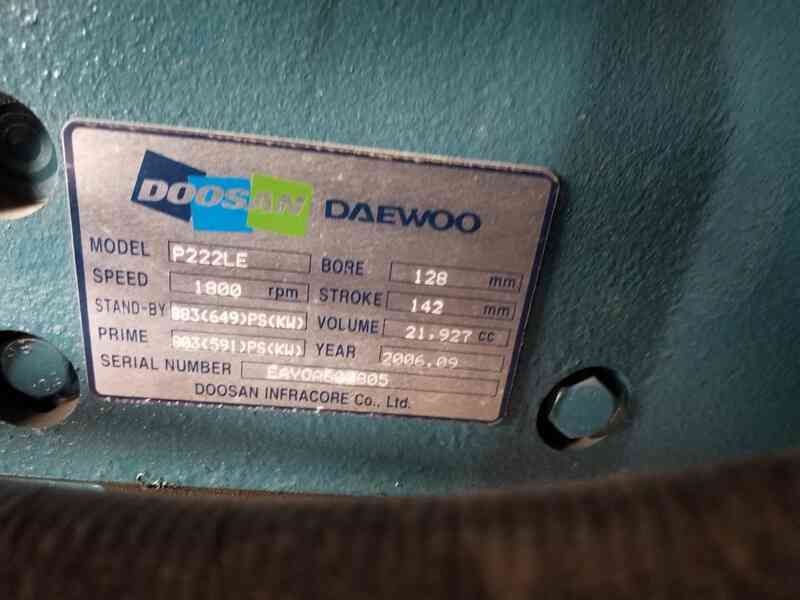 DOOSAN DAEWOO
MODEL P222LE BORE 128 mm
SPEED 1800 rpm STROKE 142 mm
STAND-BY 883(649)PS(KW) VOLUME 21,927 cc
PRIME 803(591)PS(KW) YEAR 2006.09
SERIAL NUMBER
DOOSAN INFRACORE Co., Ltd.